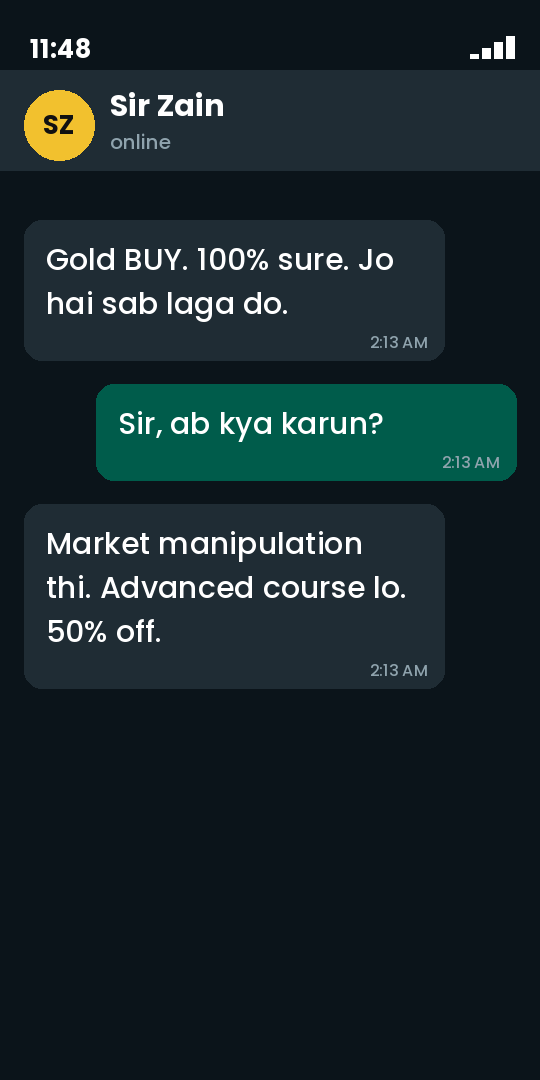 11:48
SZ
Sir Zain
online
Gold BUY. 100% sure. Jo
hai sab laga do.
2:13 AM
Sir, ab kya karun?
2:13 AM
Market manipulation
thi. Advanced course lo.
50% off.
2:13 AM